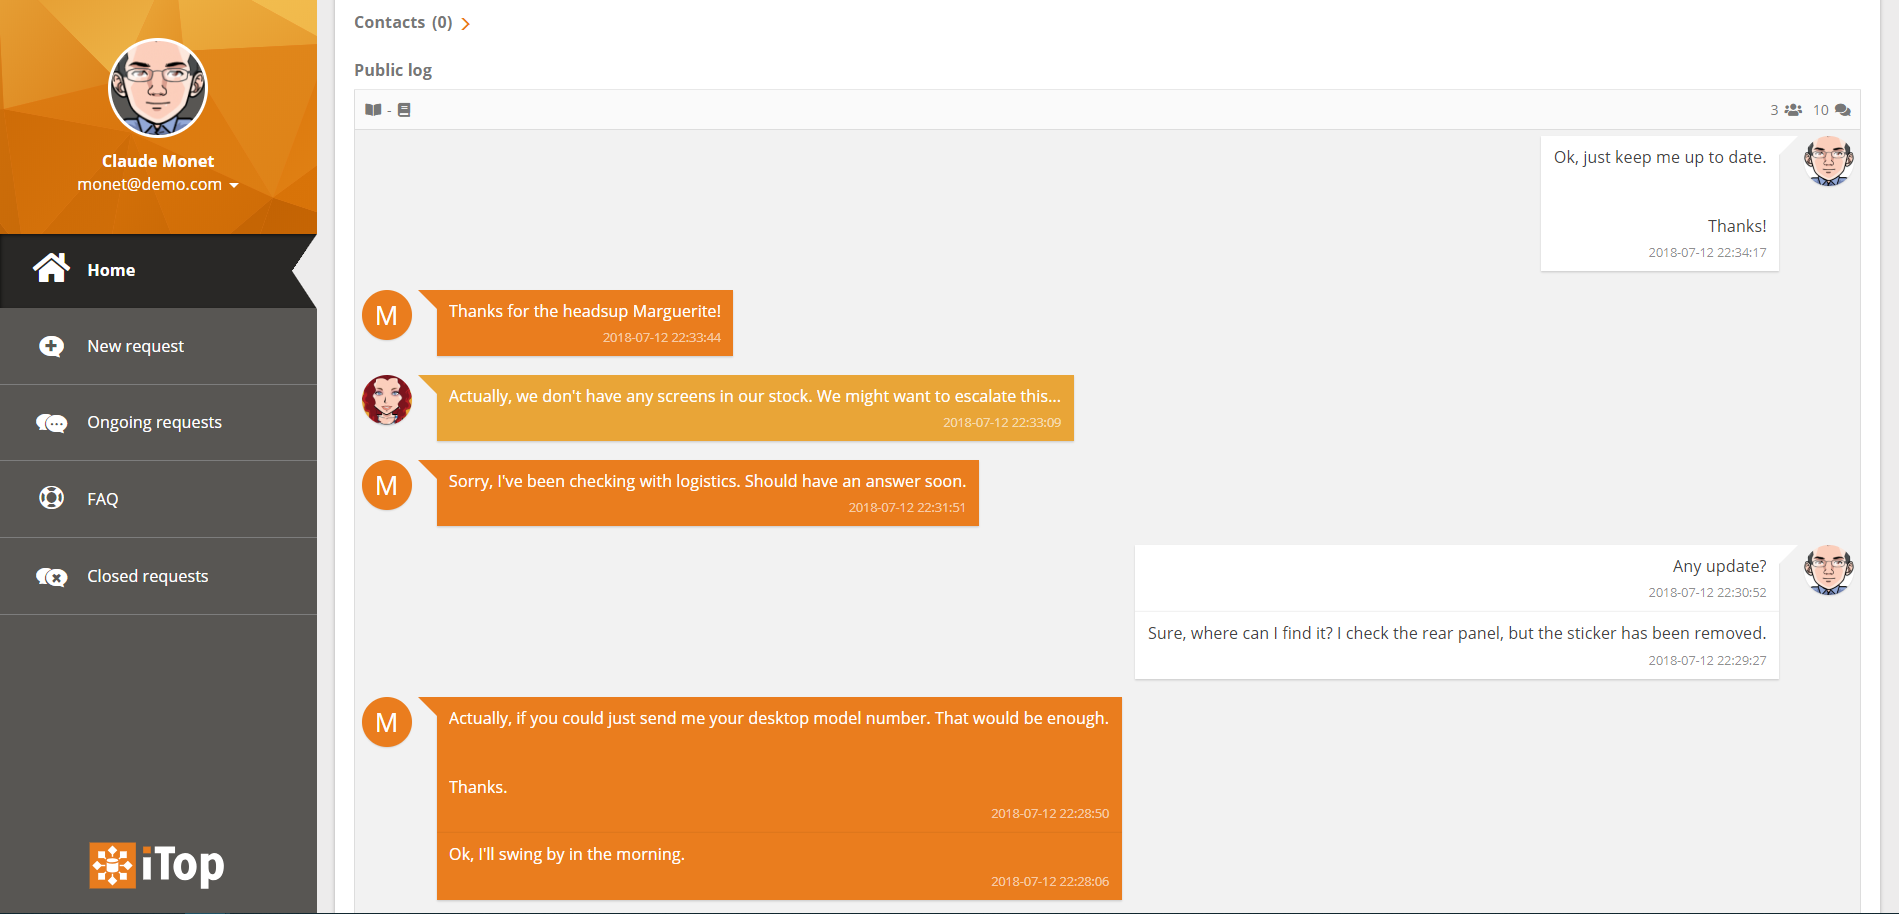 Claude Monet
monet@demo.com
Home
New request
Ongoing requests
FAQ
Closed requests
iTop
Contacts (0)
Public log
-
3 10
Ok, just keep me up to date.
Thanks!
2018-07-12 22:34:17
M
Thanks for the headsup Marguerite!
2018-07-12 22:33:44
Actually, we don't have any screens in our stock. We might want to escalate this...
2018-07-12 22:33:09
M
Sorry, I've been checking with logistics. Should have an answer soon.
2018-07-12 22:31:51
Any update?
2018-07-12 22:30:52
Sure, where can I find it? I check the rear panel, but the sticker has been removed.
2018-07-12 22:29:27
M
Actually, if you could just send me your desktop model number. That would be enough.
Thanks.
2018-07-12 22:28:50
Ok, I'll swing by in the morning.
2018-07-12 22:28:06